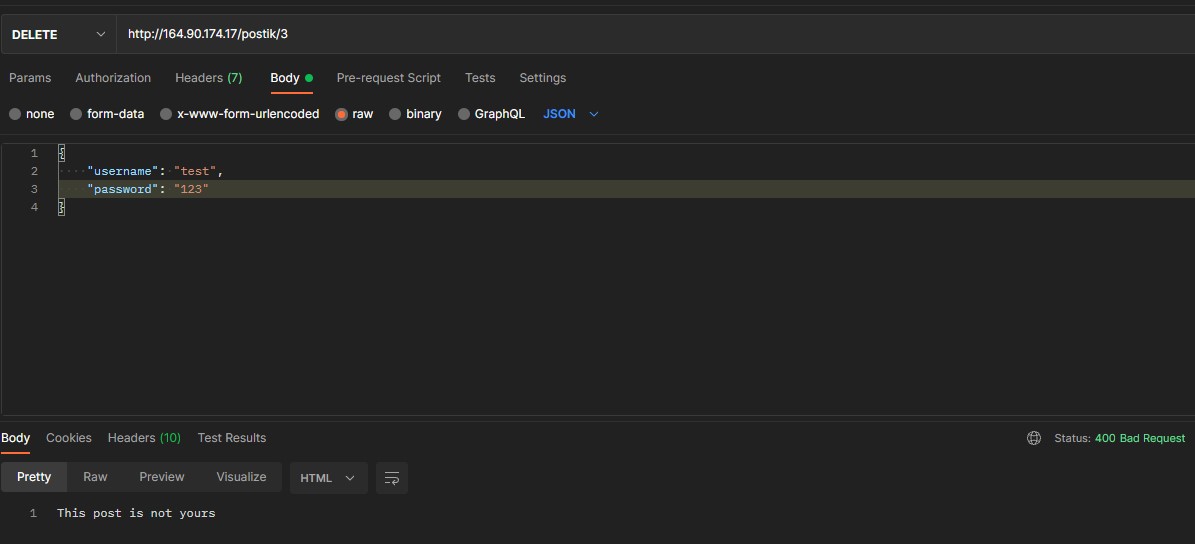 DELETE http://164.90.174.17/postik/3
Params Authorization Headers (7) Body Pre-request Script Tests Settings
none form-data x-www-form-urlencoded raw binary GraphQL JSON
1 {
2 "username": "test",
3 "password": "123"
4 }
Body Cookies Headers (10) Test Results Status: 400 Bad Request
Pretty Raw Preview Visualize HTML
1 This post is not yours